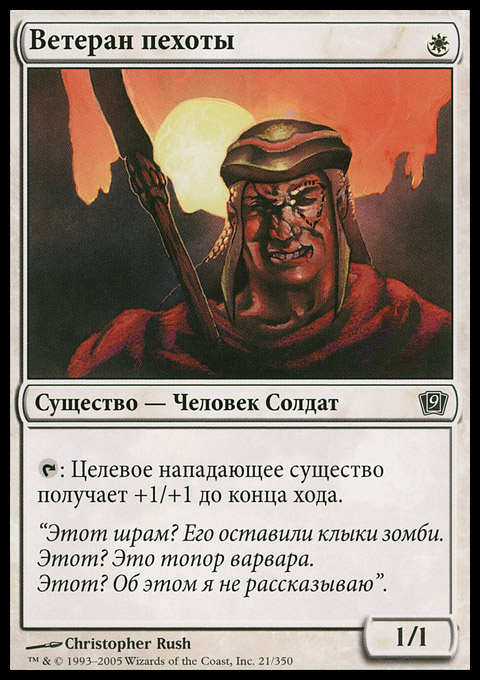 Ветеран пехоты
Существо — Человек Солдат
9
: Целевое нападающее существо
получает +1/+1 до конца хода.
“Этот шрам? Его оставили клыки зомби.
Этот? Это топор варвара.
Этот? Об этом я не рассказываю”.
1/1
Christopher Rush
™ & © 1993–2005 Wizards of the Coast, Inc. 21/350